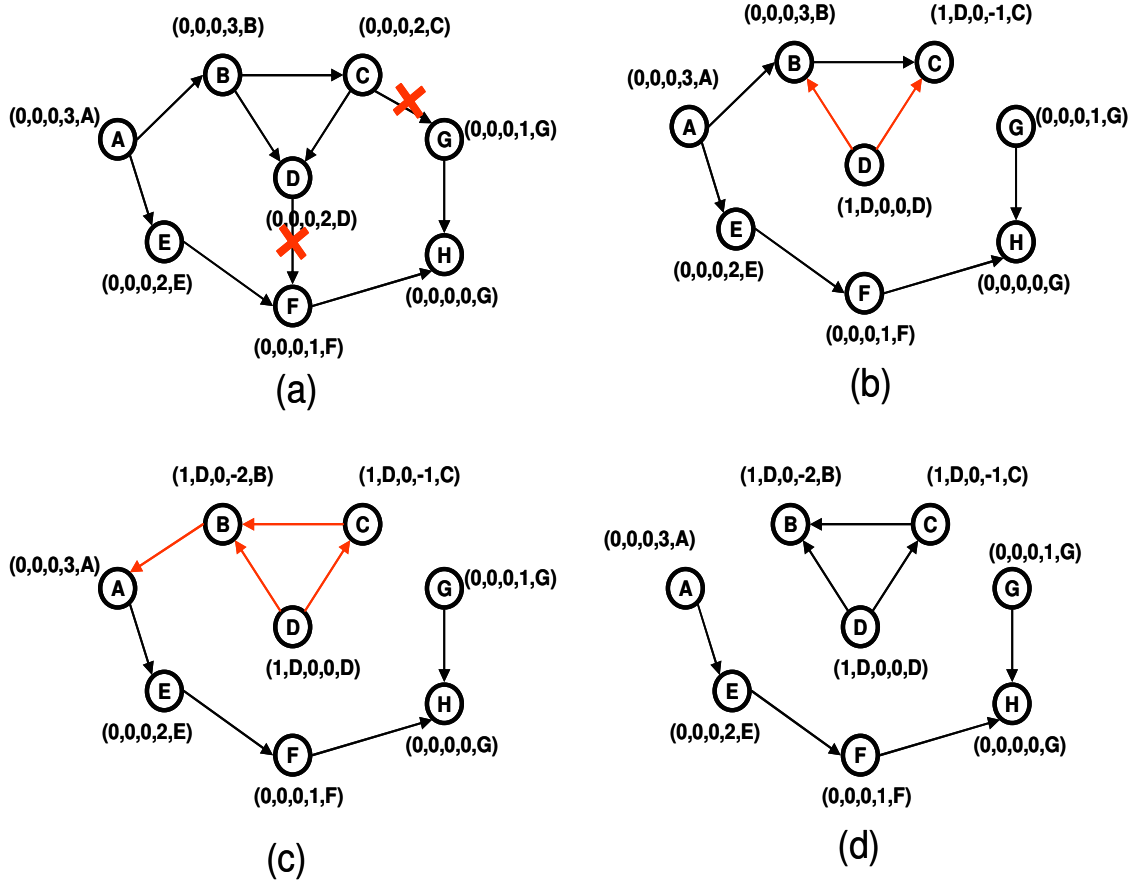 (0,0,0,3,B)
(0,0,0,2,C)
B
C
(0,0,0,3,A)
A
G
(0,0,0,1,G)
D
(0,0,0,2,D)
E
H
(0,0,0,2,E)
(0,0,0,0,G)
F
(0,0,0,1,F)
(a)
(0,0,0,3,B)
(1,D,0,-1,C)
B
C
(0,0,0,3,A)
A
G
(0,0,0,1,G)
D
(1,D,0,0,D)
E
H
(0,0,0,2,E)
(0,0,0,0,G)
F
(0,0,0,1,F)
(b)
(1,D,0,-2,B)
(1,D,0,-1,C)
B
C
(0,0,0,3,A)
A
G
(0,0,0,1,G)
D
(1,D,0,0,D)
E
H
(0,0,0,2,E)
(0,0,0,0,G)
F
(0,0,0,1,F)
(c)
(1,D,0,-2,B)
(1,D,0,-1,C)
B
C
(0,0,0,3,A)
(0,0,0,1,G)
A
G
D
(1,D,0,0,D)
E
H
(0,0,0,2,E)
(0,0,0,0,G)
F
(0,0,0,1,F)
(d)